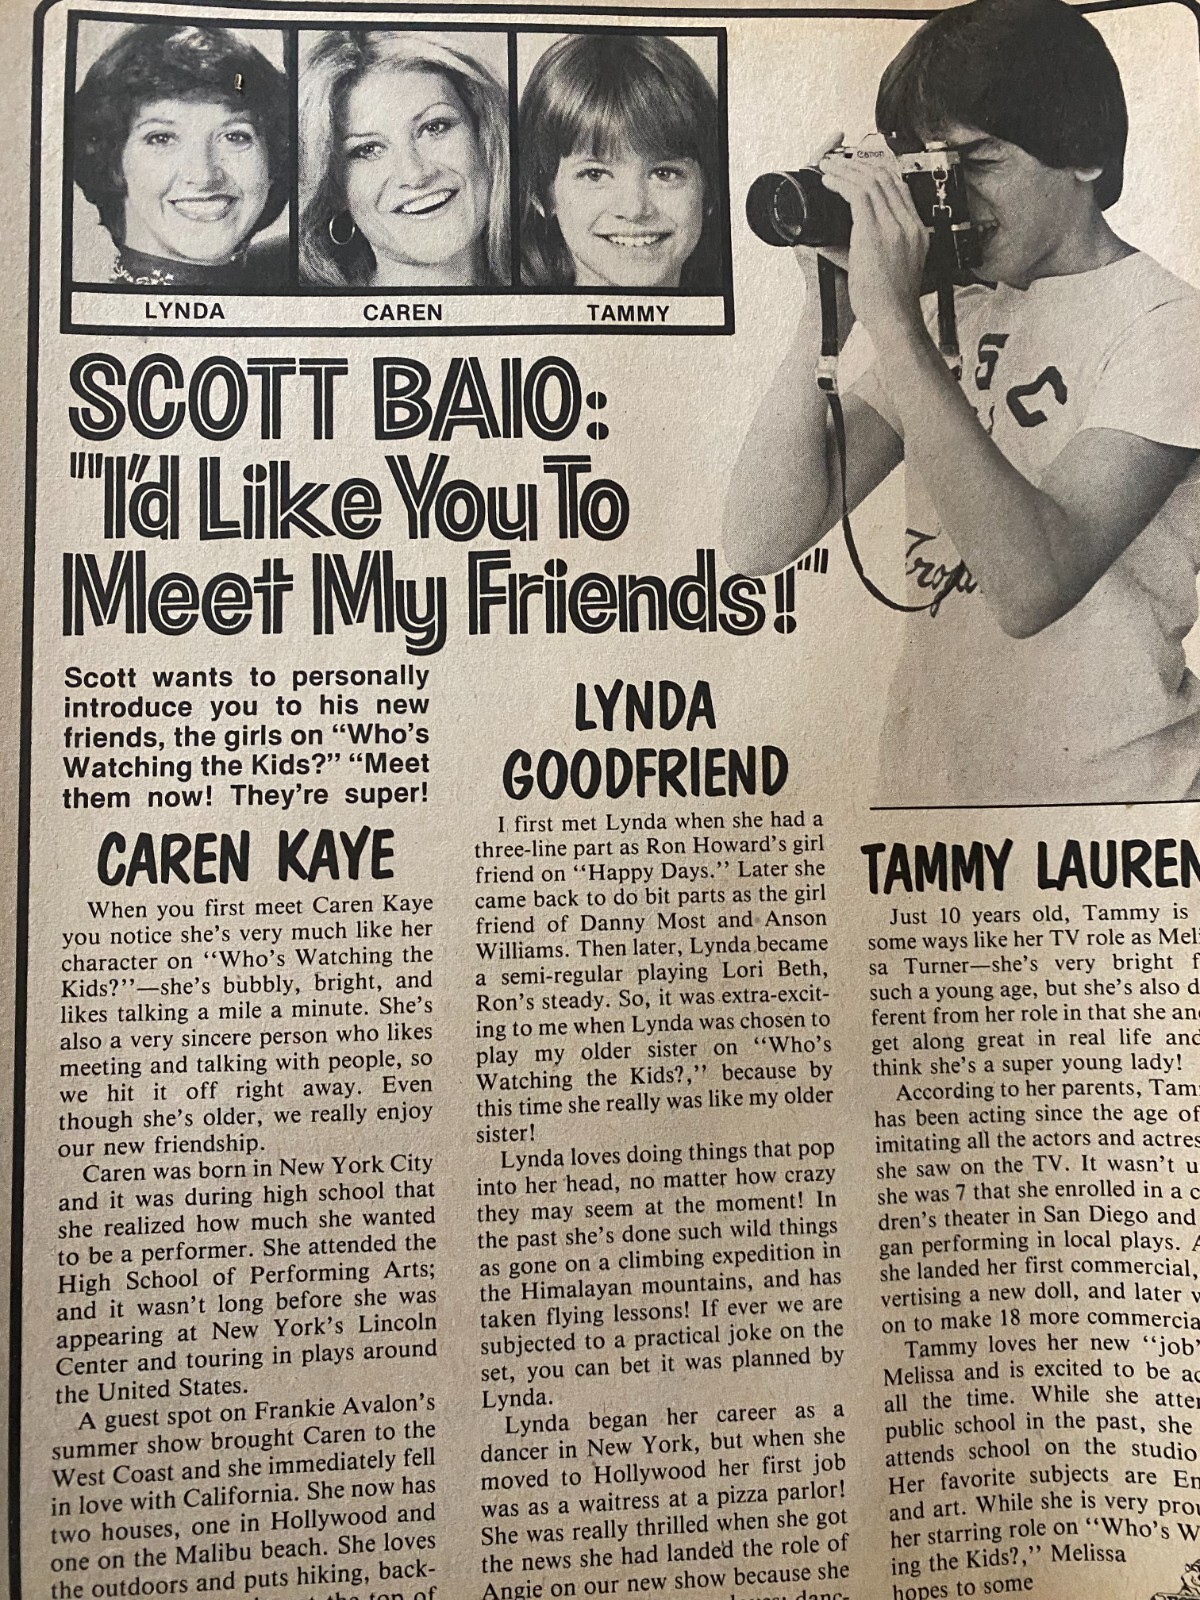 LYNDA
CAREN
TAMMY
Canon
SC
Troja
SCOTT BAIO:
""I'd Like You To
Meet My Friends!""
Scott wants to personally
introduce you to his new
friends, the girls on “Who’s
Watching the Kids?” “Meet
them now! They’re super!
CAREN KAYE
When you first meet Caren Kaye
you notice she’s very much like her
character on “Who’s Watching the
Kids?”—she’s bubbly, bright, and
likes talking a mile a minute. She’s
also a very sincere person who likes
meeting and talking with people, so
we hit it off right away. Even
though she’s older, we really enjoy
our new friendship.
Caren was born in New York City
and it was during high school that
she realized how much she wanted
to be a performer. She attended the
High School of Performing Arts;
and it wasn’t long before she was
appearing at New York’s Lincoln
Center and touring in plays around
the United States.
A guest spot on Frankie Avalon’s
summer show brought Caren to the
West Coast and she immediately fell
in love with California. She now has
two houses, one in Hollywood and
one on the Malibu beach. She loves
the outdoors and puts hiking, back-
the top of
LYNDA
GOODFRIEND
I first met Lynda when she had a
three-line part as Ron Howard’s girl
friend on “Happy Days.” Later she
came back to do bit parts as the girl
friend of Danny Most and Anson
Williams. Then later, Lynda became
a semi-regular playing Lori Beth,
Ron’s steady. So, it was extra-excit-
ing to me when Lynda was chosen to
play my older sister on “Who’s
Watching the Kids?,” because by
this time she really was like my older
sister!
Lynda loves doing things that pop
into her head, no matter how crazy
they may seem at the moment! In
the past she’s done such wild things
as gone on a climbing expedition in
the Himalayan mountains, and has
taken flying lessons! If ever we are
subjected to a practical joke on the
set, you can bet it was planned by
Lynda.
Lynda began her career as a
dancer in New York, but when she
moved to Hollywood her first job
was as a waitress at a pizza parlor!
She was really thrilled when she got
the news she had landed the role of
Angie on our new show because she
danc-
TAMMY LAUREN
Just 10 years old, Tammy is
some ways like her TV role as Meli
sa Turner—she’s very bright f
such a young age, but she’s also d
ferent from her role in that she and
get along great in real life and
think she’s a super young lady!
According to her parents, Tam
has been acting since the age of
imitating all the actors and actres
she saw on the TV. It wasn’t u
she was 7 that she enrolled in a c
dren’s theater in San Diego and
gan performing in local plays. A
she landed her first commercial,
vertising a new doll, and later w
on to make 18 more commercia
Tammy loves her new “job”
Melissa and is excited to be ac
all the time. While she atten
public school in the past, she
attends school on the studio
Her favorite subjects are En
and art. While she is very prou
her starring role on “Who’s W
ing the Kids?,” Melissa
hopes to some